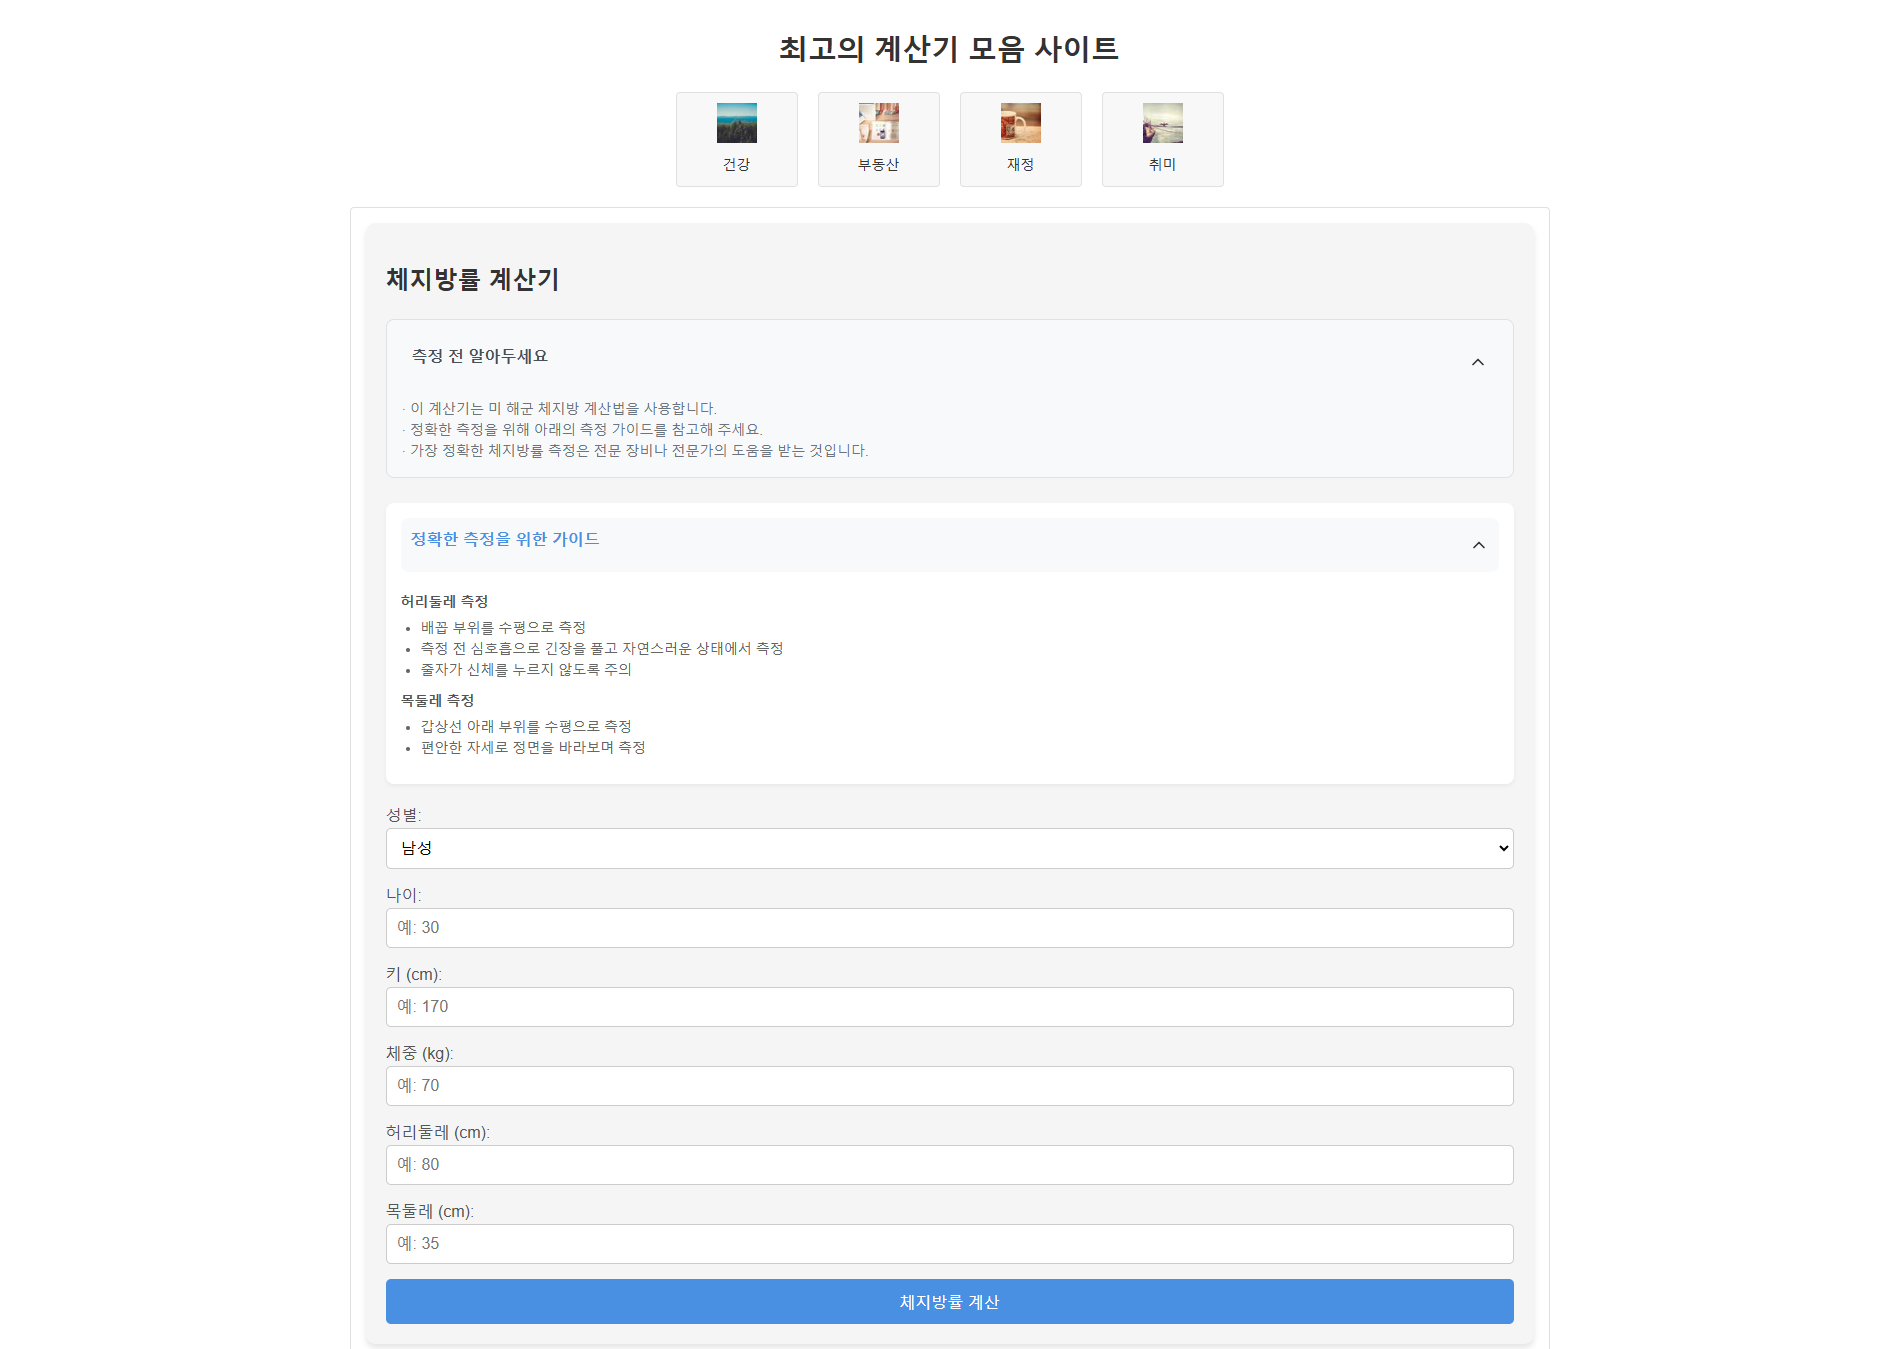 최고의 계산기 모음 사이트
건강
부동산
재정
취미
체지방률 계산기
측정 전 알아두세요
· 이 계산기는 미 해군 체지방 계산법을 사용합니다.
· 정확한 측정을 위해 아래의 측정 가이드를 참고해 주세요.
· 가장 정확한 체지방률 측정은 전문 장비나 전문가의 도움을 받는 것입니다.
정확한 측정을 위한 가이드
허리둘레 측정
• 배꼽 부위를 수평으로 측정
• 측정 전 심호흡으로 긴장을 풀고 자연스러운 상태에서 측정
• 줄자가 신체를 누르지 않도록 주의
목둘레 측정
• 갑상선 아래 부위를 수평으로 측정
• 편안한 자세로 정면을 바라보며 측정
성별:
남성
나이:
예: 30
키 (cm):
예: 170
체중 (kg):
예: 70
허리둘레 (cm):
예: 80
목둘레 (cm):
예: 35
체지방률 계산